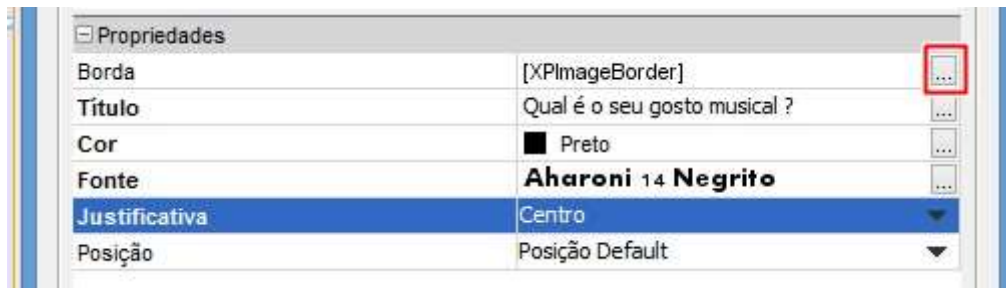 Propriedades
Borda [XPImageBorder] ...
Título Qual é o seu gosto musical ? ...
Cor Preto ...
Fonte Aharoni 14 Negrito ...
Justificativa Centro
Posição Posição Default